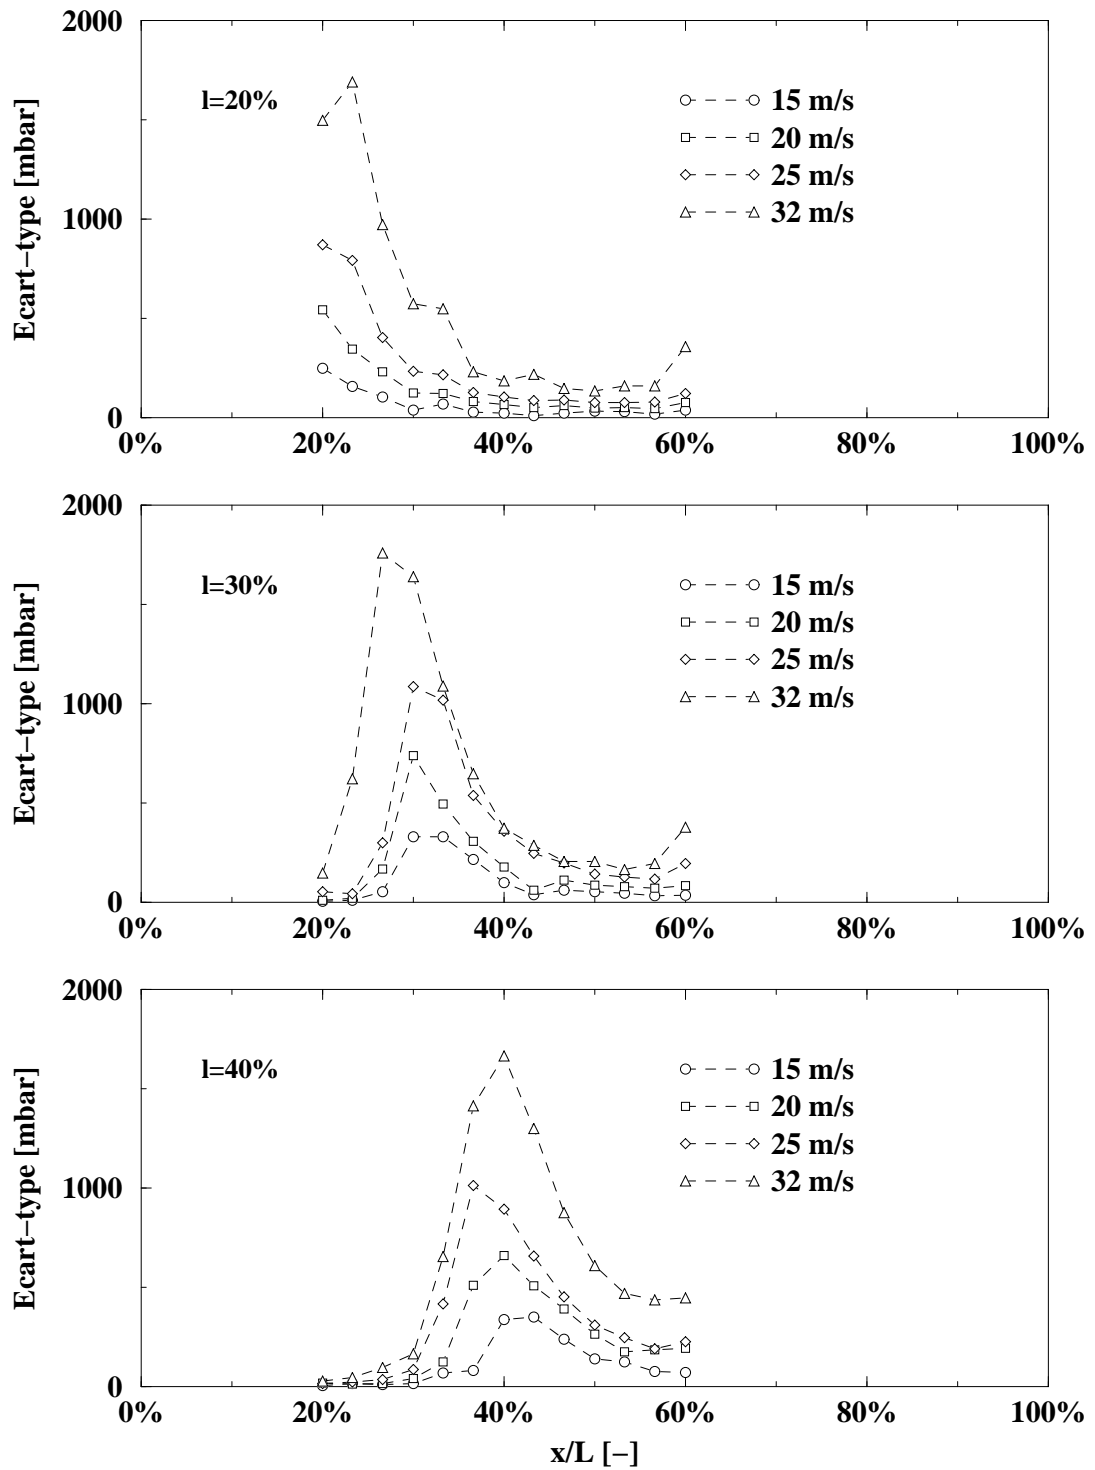 2000
1000
0
Ecart−type [mbar]
l=20%
15 m/s
20 m/s
25 m/s
32 m/s
0% 20% 40% 60% 80% 100%
2000
1000
0
Ecart−type [mbar]
l=30%
15 m/s
20 m/s
25 m/s
32 m/s
0% 20% 40% 60% 80% 100%
2000
1000
0
Ecart−type [mbar]
l=40%
15 m/s
20 m/s
25 m/s
32 m/s
0% 20% 40% 60% 80% 100%
x/L [−]